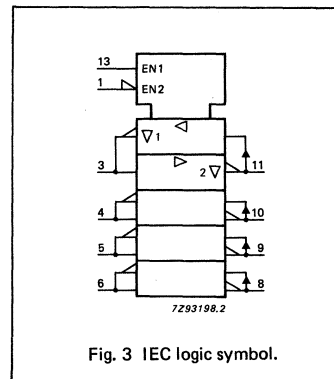 13 EN1
1 EN2
1
3 2 11
4 10
5 9
6 8
7Z93198.2
Fig. 3 IEC logic symbol.